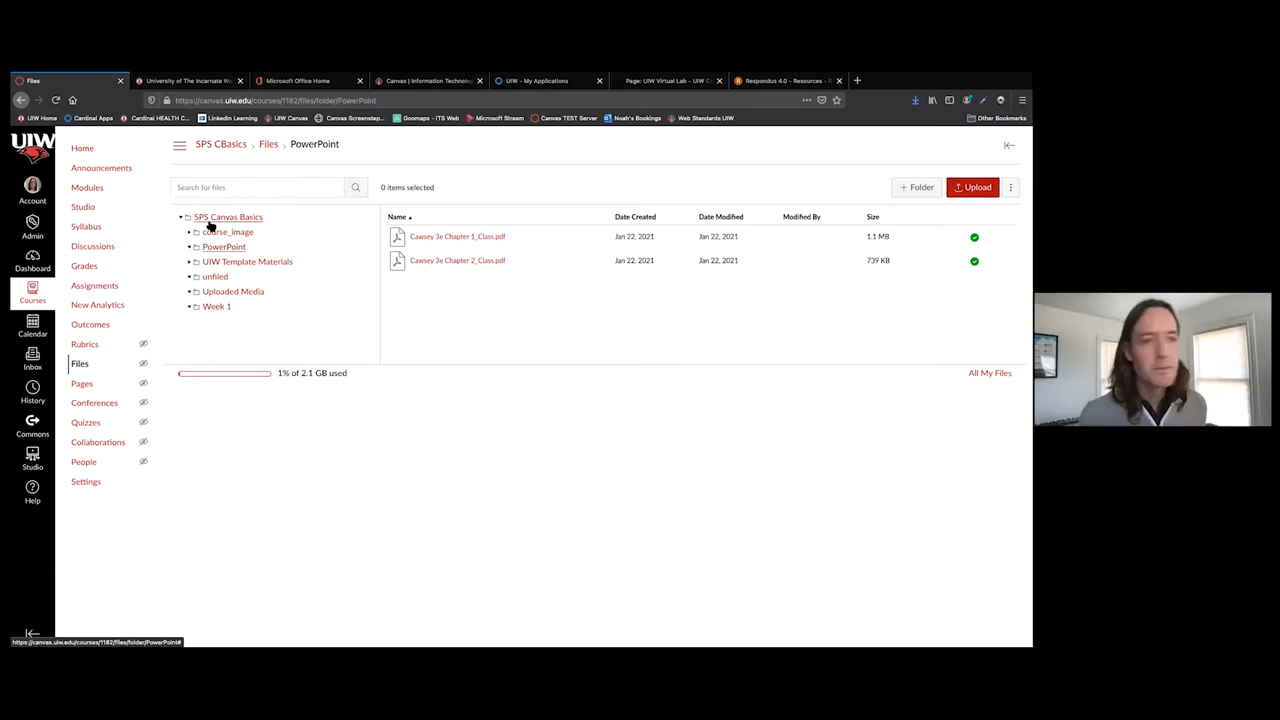 Files
University of The Incarnate Wo
Microsoft Office Home
Canvas | Information Technolog
UIW - My Applications
Page: UIW Virtual Lab - UIW C
Respondus 4.0 - Resources - R
https://canvas.uiw.edu/courses/1182/files/folder/PowerPoint
UIW Home
Cardinal Apps
Cardinal HEALTH C...
LinkedIn Learning
UIW Canvas
Canvas Screenstep...
Goomaps - ITS Web
Microsoft Stream
Canvas TEST Server
Noah's Bookings
Web Standards UIW
Other Bookmarks
UIW
Account
Admin
Dashboard
Courses
Calendar
Inbox
History
Commons
Studio
Help
Home
Announcements
Modules
Studio
Syllabus
Discussions
Grades
Assignments
New Analytics
Outcomes
Rubrics
Files
Pages
Conferences
Quizzes
Collaborations
People
Settings
SPS CBasics > Files > PowerPoint
Search for files
0 items selected
+ Folder
Upload
SPS Canvas Basics
course_image
PowerPoint
UIW Template Materials
unfiled
Uploaded Media
Week 1
Name Date Created Date Modified Modified By Size
Cawsey 3e Chapter 1_Class.pdf Jan 22, 2021 Jan 22, 2021 1.1 MB
Cawsey 3e Chapter 2_Class.pdf Jan 22, 2021 Jan 22, 2021 739 KB
1% of 2.1 GB used
All My Files
https://canvas.uiw.edu/courses/1182/files/folder/PowerPoint#